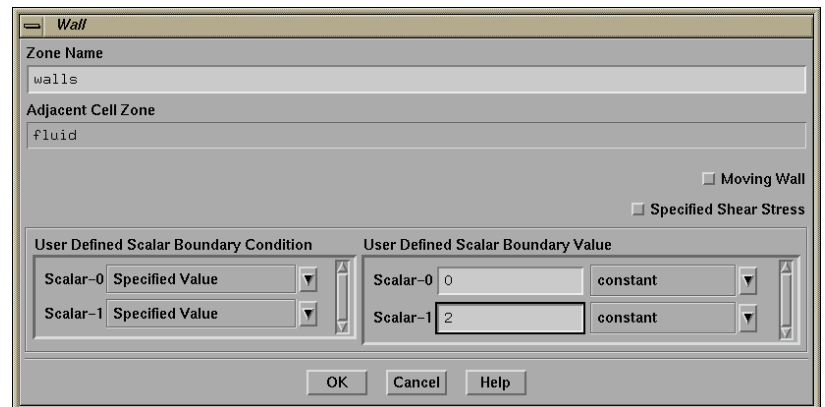 Wall
Zone Name
walls
Adjacent Cell Zone
fluid
Moving Wall
Specified Shear Stress
User Defined Scalar Boundary Condition
Scalar-0 Specified Value
Scalar-1 Specified Value
User Defined Scalar Boundary Value
Scalar-0 0 constant
Scalar-1 2 constant
OK Cancel Help